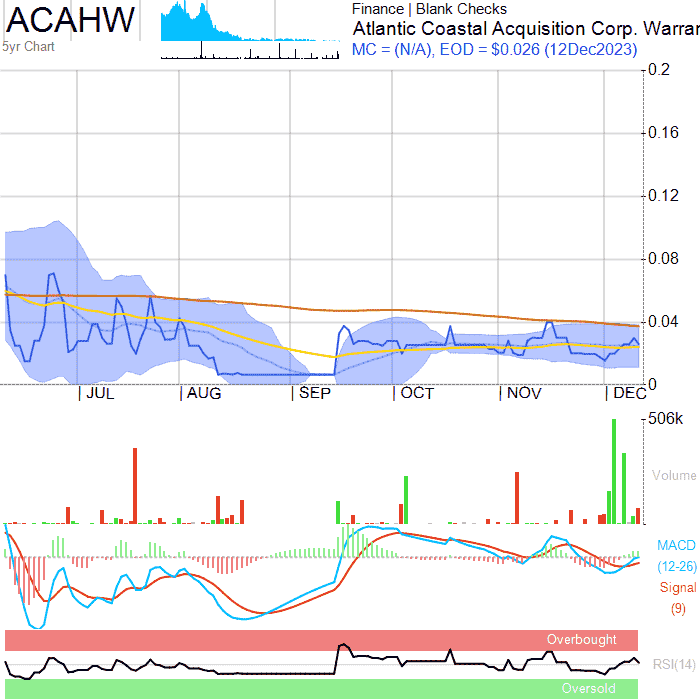 ACAHW
5yr Chart
Finance | Blank Checks
Atlantic Coastal Acquisition Corp. Warran
MC = (N/A), EOD = $0.026 (12Dec2023)
0.2
0.16
0.12
0.08
0.04
0
| JUL | AUG | SEP | OCT | NOV | DEC
506k
Volume
MACD
(12-26)
Signal
(9)
Overbought
RSI(14)
Oversold